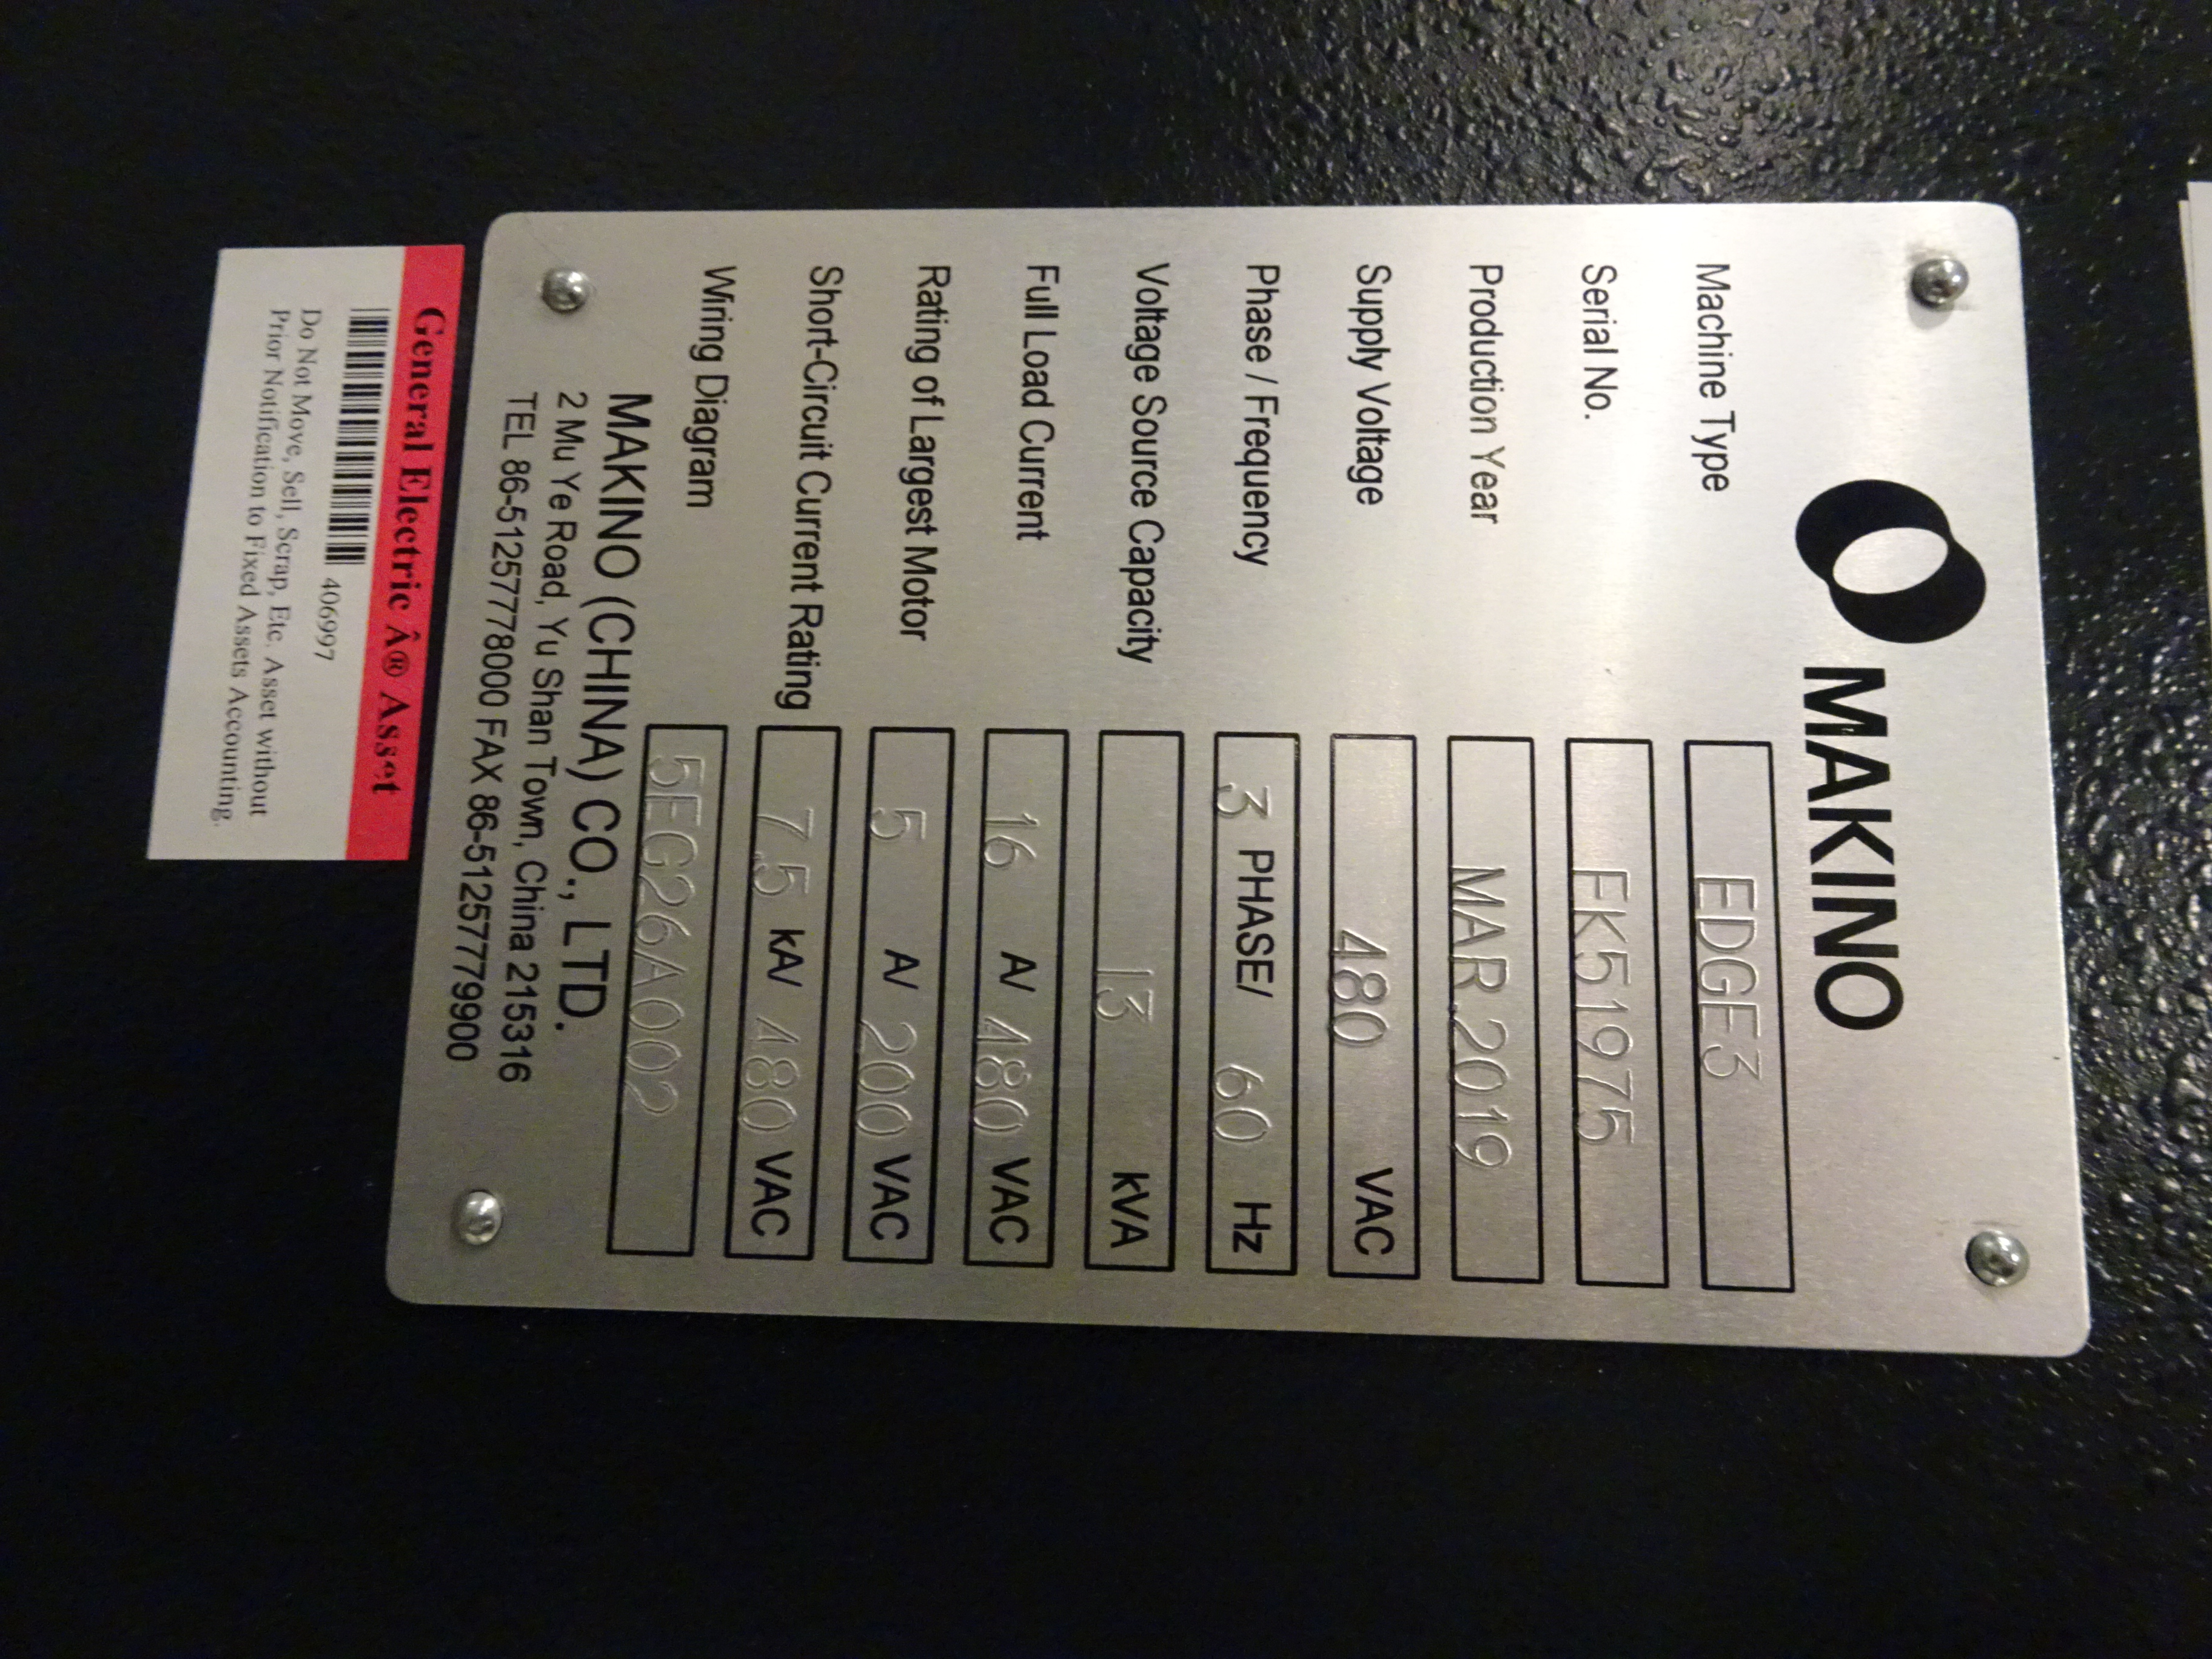 MAKINO
Machine Type EDGE3
Serial No. EK51975
Production Year MAR.2019
Supply Voltage 480 VAC
Phase / Frequency 3 PHASE/ 60 Hz
Voltage Source Capacity 13 kVA
Full Load Current 16 A/ 480 VAC
Rating of Largest Motor 5 A/ 200 VAC
Short-Circuit Current Rating 7.5 kA/ 480 VAC
Wiring Diagram 5EG26A002
MAKINO (CHINA) CO., LTD.
2 Mu Ye Road, Yu Shan Town, China 215316
TEL 86-51257778000 FAX 86-51257779900
General Electric Â® Asset
406997
Do Not Move, Sell, Scrap, Etc. Asset without
Prior Notification to Fixed Assets Accounting.